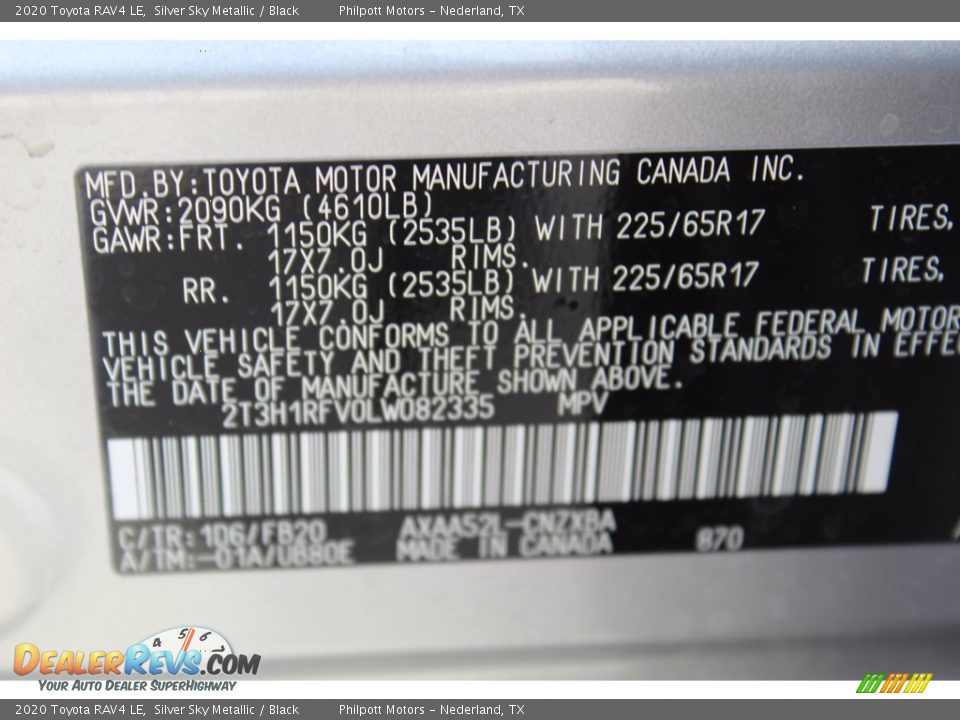 2020 Toyota RAV4 LE, Silver Sky Metallic / Black Philpott Motors - Nederland, TX
MFD.BY:TOYOTA MOTOR MANUFACTURING CANADA INC.
GVWR:2090KG (4610LB)
GAWR:FRT. 1150KG (2535LB) WITH 225/65R17 TIRES,
17X7.0J RIMS.
RR. 1150KG (2535LB) WITH 225/65R17 TIRES,
17X7.0J RIMS.
THIS VEHICLE CONFORMS TO ALL APPLICABLE FEDERAL MOTOR
VEHICLE SAFETY AND THEFT PREVENTION STANDARDS IN EFFE
THE DATE OF MANUFACTURE SHOWN ABOVE.
2T3H1RFV0LW082335 MPV
C/TR: 1D6/FB20 AXAA52L-CNZXBA 870
A/TM:-01A/UB80E MADE IN CANADA
4 5 6
DEALERREVS.COM
YOUR AUTO DEALER SUPERHIGHWAY
2020 Toyota RAV4 LE, Silver Sky Metallic / Black Philpott Motors - Nederland, TX